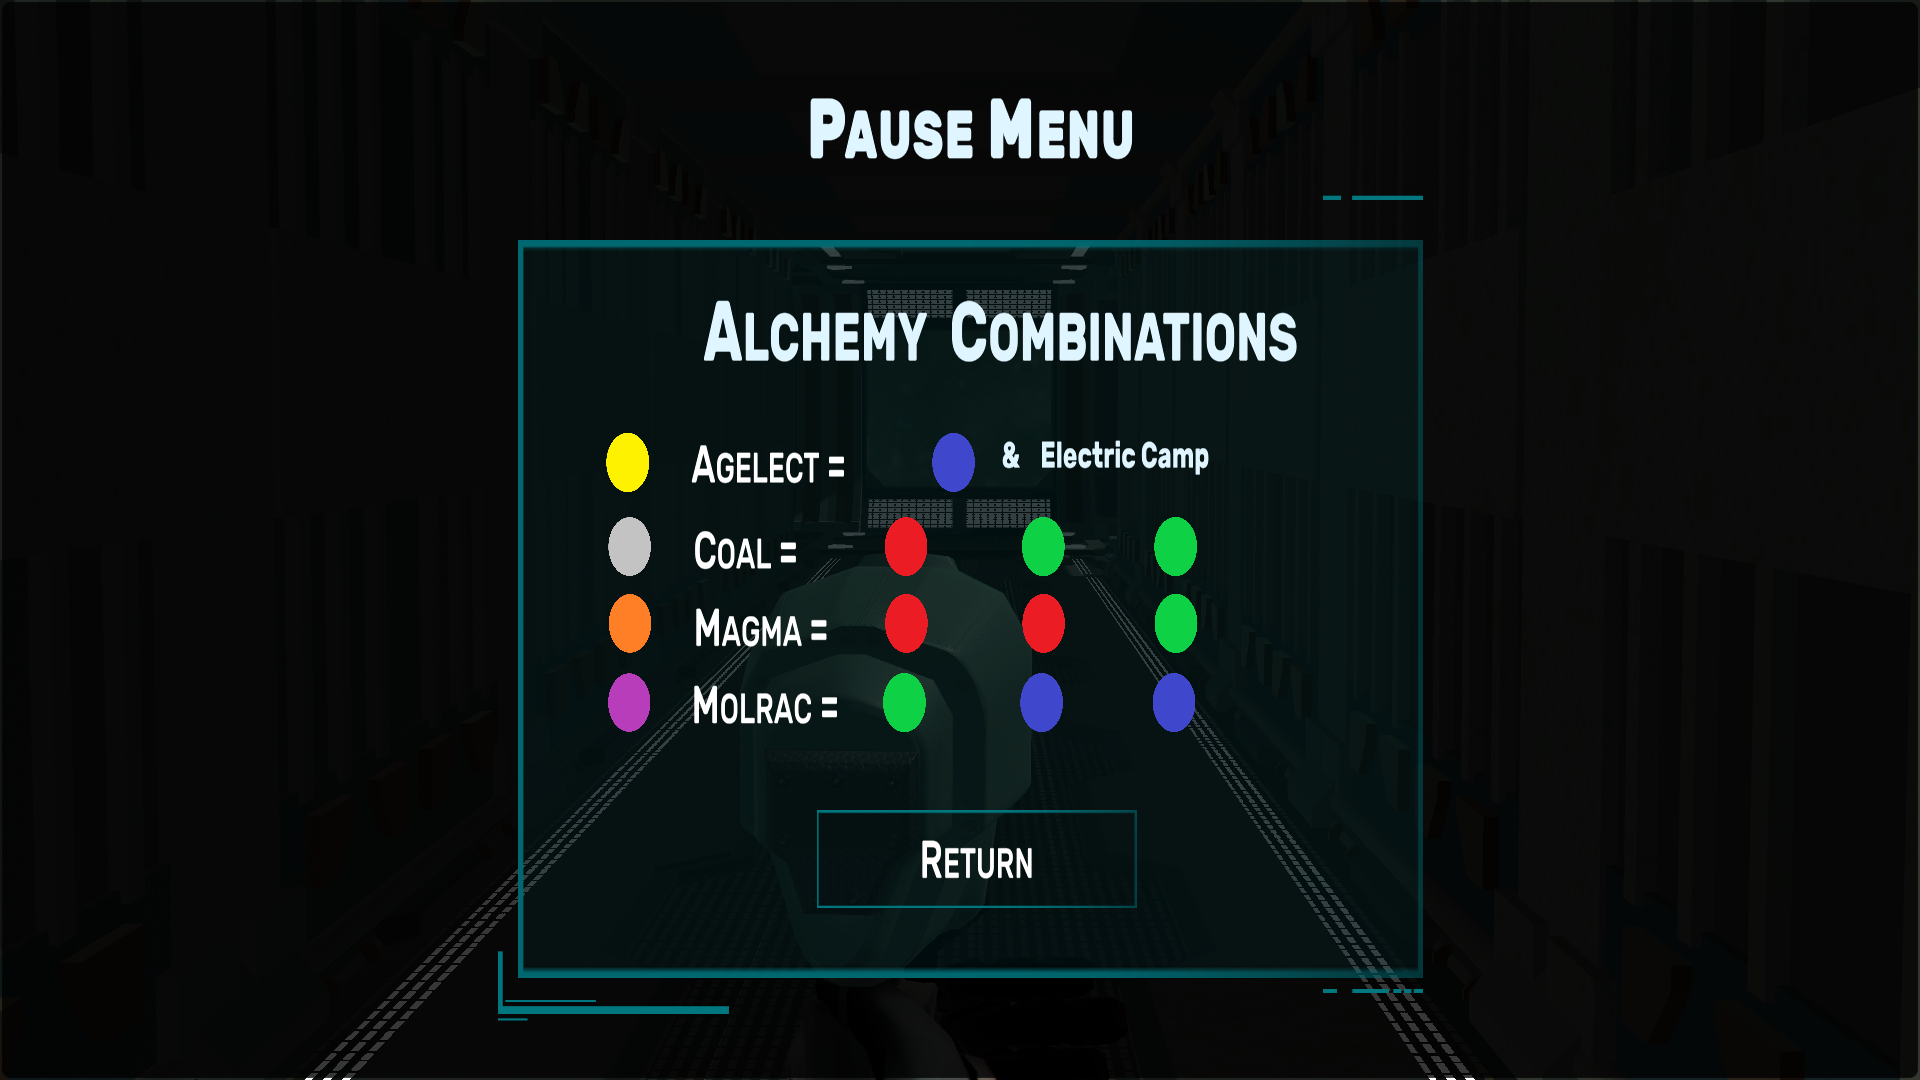 Pause Menu
Alchemy Combinations
Agelect = & Electric Camp
Coal =
Magma =
Molrac =
Return